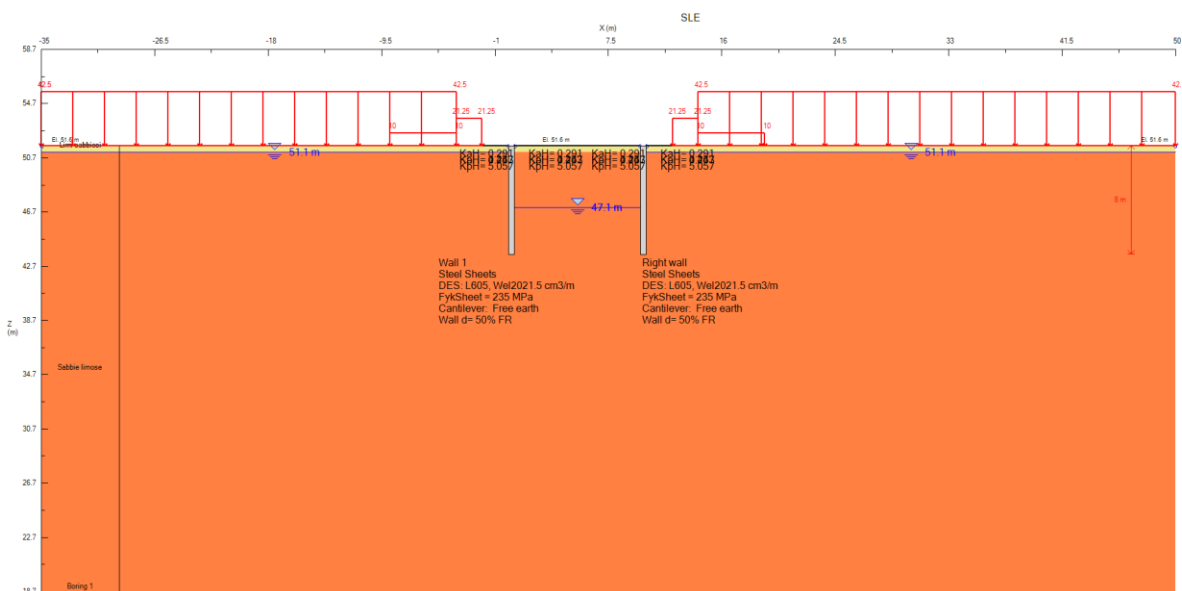 SLE
X (m)
-35 -26.5 -18 -9.5 -1 7.5 16 24.5 33 41.5 50
58.7
54.7
50.7
46.7
42.7
38.7
34.7
30.7
26.7
22.7
18.7
Z
(m)
42.5 42.5 42.5 42.
21.25 21.25 21.25 21.25
10 10 10 10
El. 51.6 m El. 51.6 m El. 51.6 m
51.1 m 51.1 m
KaH= 0.291 KaH= 0.291 KaH= 0.291 KaH= 0.291
KpH= 5.057 KpH= 5.057 KpH= 5.057 KpH= 5.057
8 m
47.1 m
Wall 1
Steel Sheets
DES: L605, Wel2021.5 cm3/m
FykSheet = 235 MPa
Cantilever: Free earth
Wall d= 50% FR
Right wall
Steel Sheets
DES: L605, Wel2021.5 cm3/m
FykSheet = 235 MPa
Cantilever: Free earth
Wall d= 50% FR
Sabbie limose
Boring 1